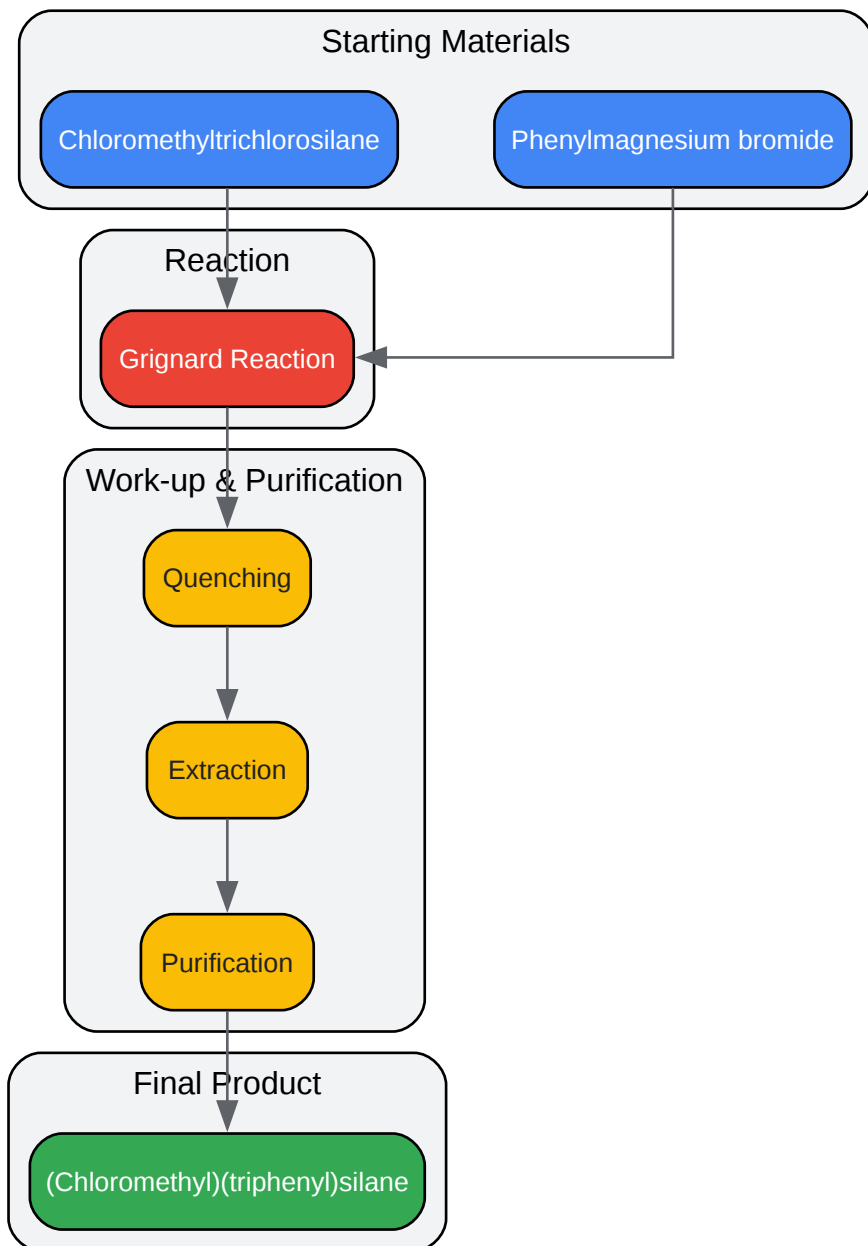 Starting Materials
Chloromethyltrichlorosilane
Phenylmagnesium bromide
Reaction
Grignard Reaction
Work-up & Purification
Quenching
Extraction
Purification
Final Product
(Chloromethyl)(triphenyl)silane